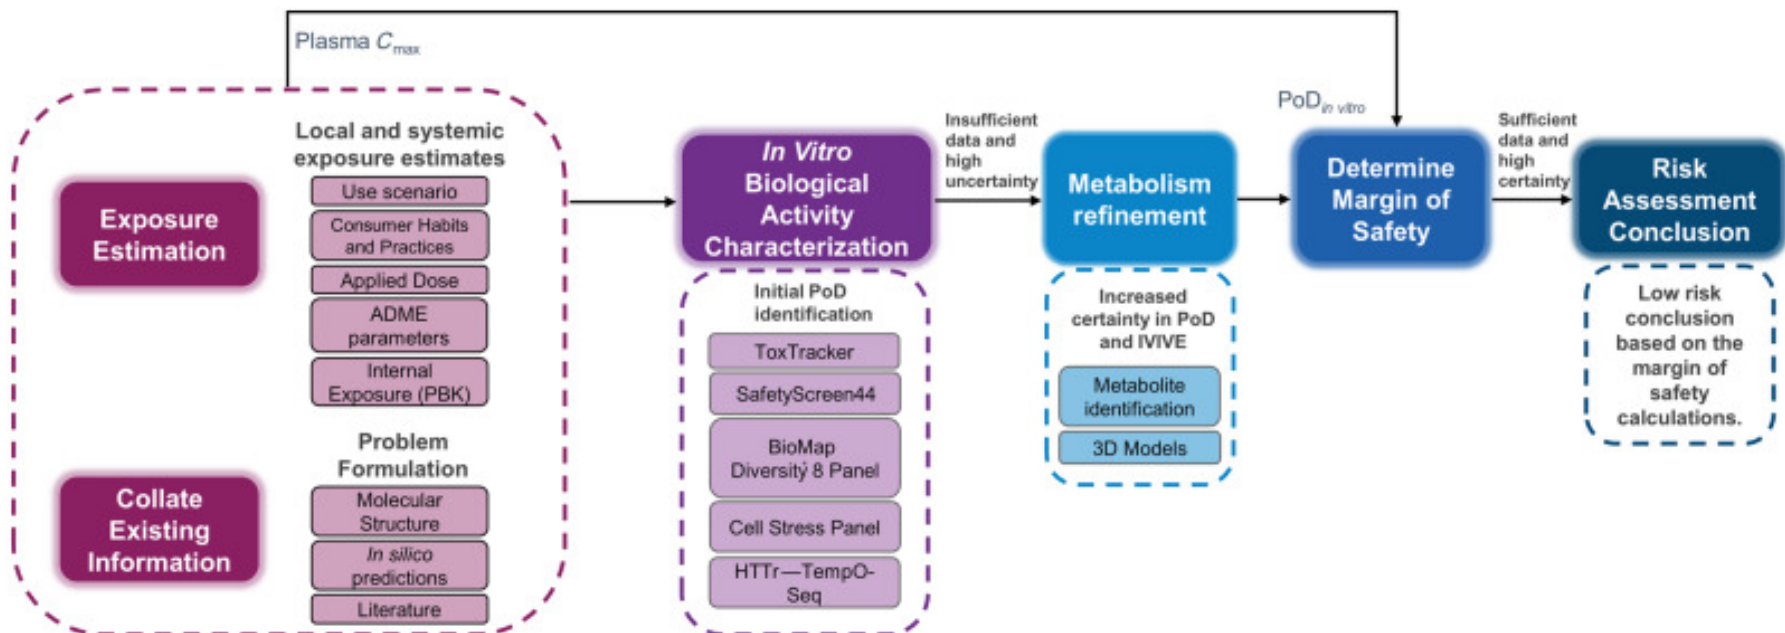 Plasma Cmax
Exposure
Estimation
Local and systemic
exposure estimates
Use scenario
Consumer Habits
and Practices
Applied Dose
ADME
parameters
Internal
Exposure (PBK)
Collate
Existing
Information
Problem
Formulation
Molecular
Structure
In silico
predictions
Literature
In Vitro
Biological
Activity
Characterization
Initial PoD
identification
ToxTracker
SafetyScreen44
BioMap
Diversity 8 Panel
Cell Stress Panel
HTTr—TempO-
Seq
Insufficient
data and
high
uncertainty
Metabolism
refinement
Increased
certainty in PoD
and IVIVE
Metabolite
identification
3D Models
PoDin vitro
Determine
Margin of
Safety
Sufficient
data and
high
certainty
Risk
Assessment
Conclusion
Low risk
conclusion
based on the
margin of
safety
calculations.